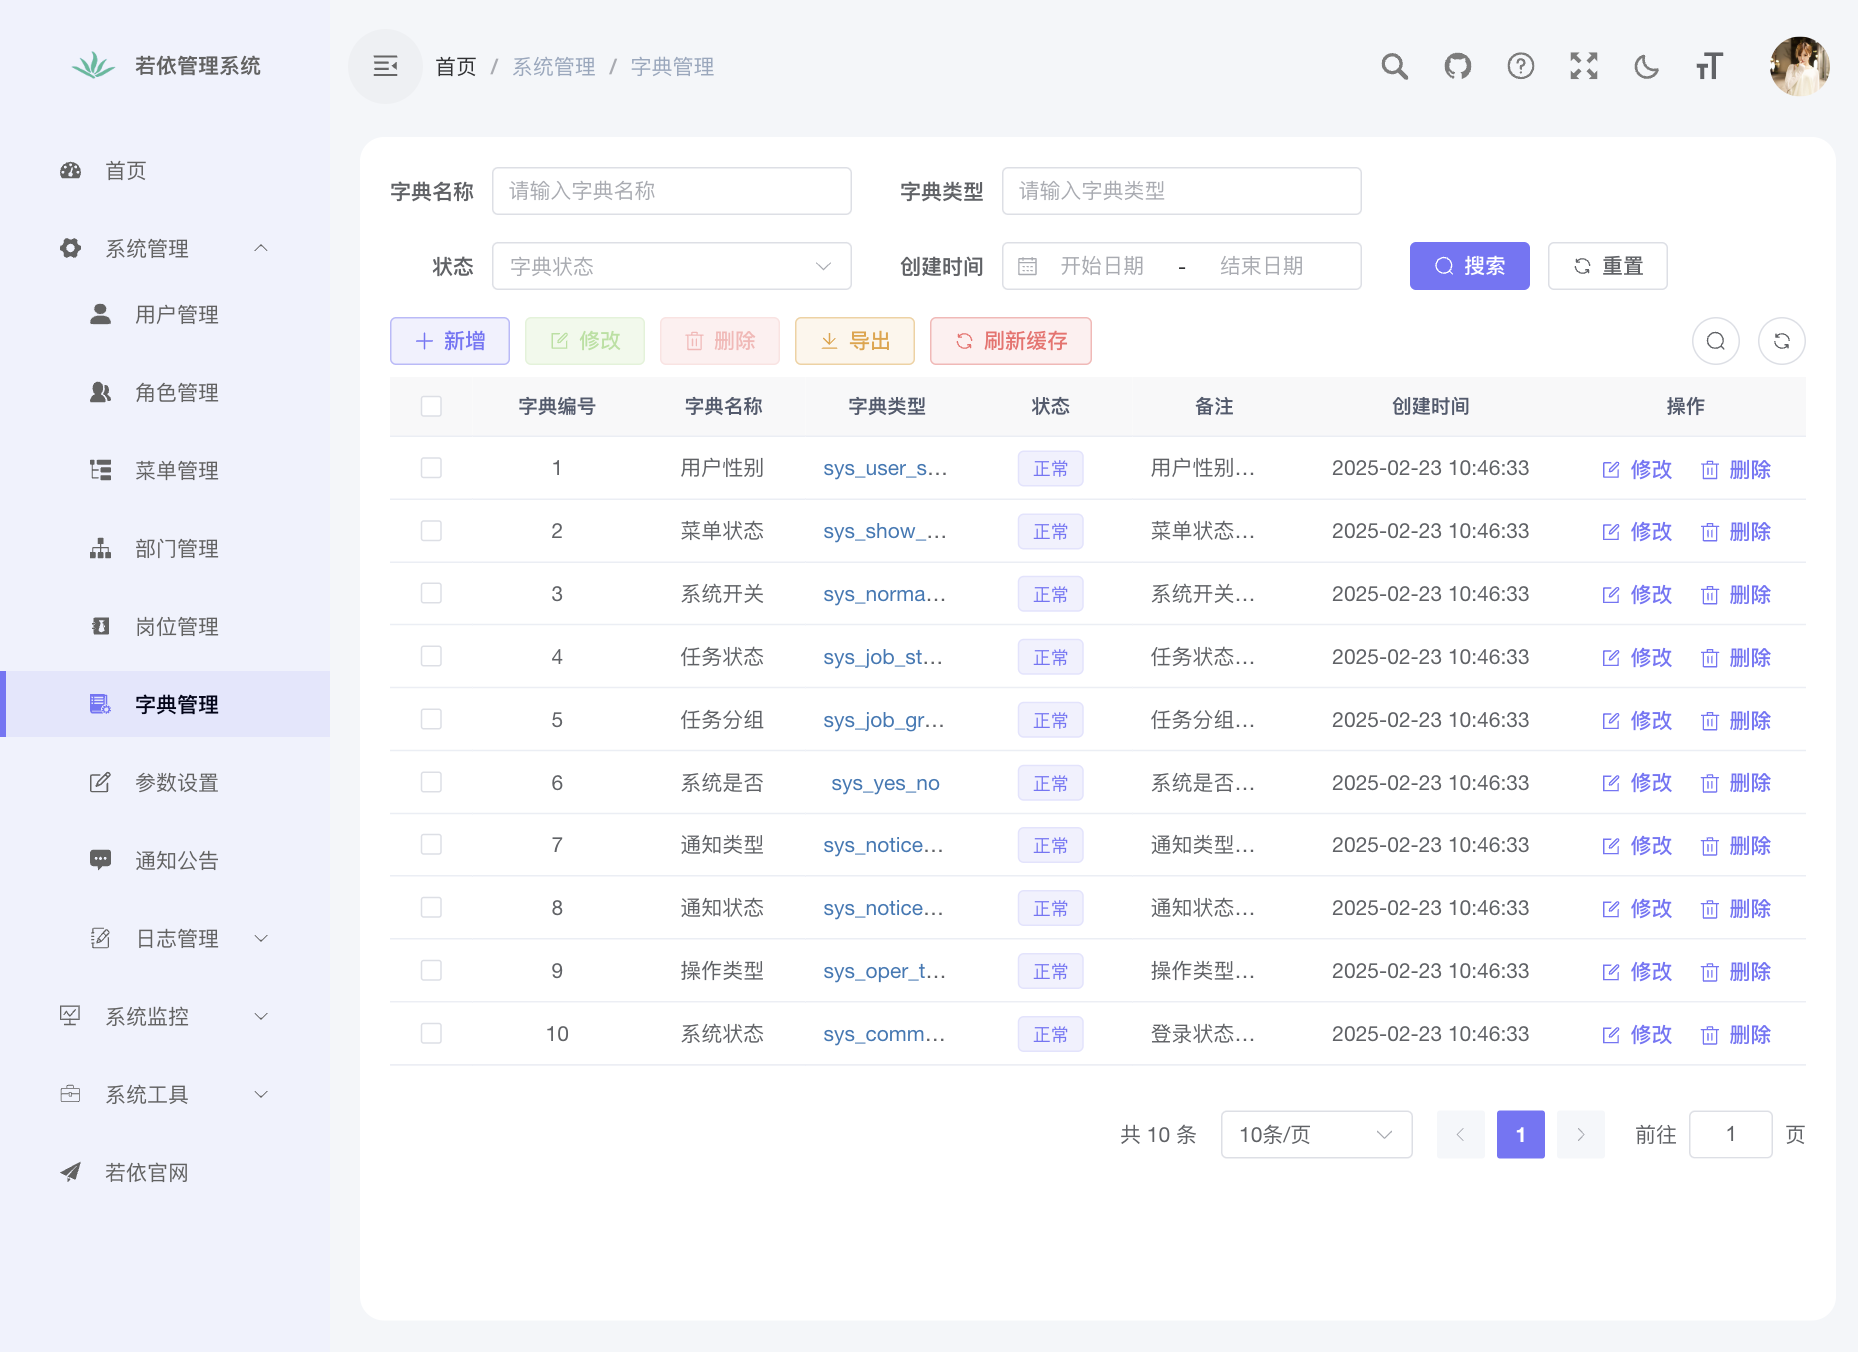 若依管理系统
首页
系统管理
用户管理
角色管理
菜单管理
部门管理
岗位管理
字典管理
参数设置
通知公告
日志管理
系统监控
系统工具
若依官网
首页 / 系统管理 / 字典管理
字典名称 请输入字典名称 字典类型 请输入字典类型
状态 字典状态 创建时间 开始日期 - 结束日期 搜索 重置
新增 修改 删除 导出 刷新缓存
字典编号 字典名称 字典类型 状态 备注 创建时间 操作
1 用户性别 sys_user_s... 正常 用户性别... 2025-02-23 10:46:33 修改 删除
2 菜单状态 sys_show_... 正常 菜单状态... 2025-02-23 10:46:33 修改 删除
3 系统开关 sys_norma... 正常 系统开关... 2025-02-23 10:46:33 修改 删除
4 任务状态 sys_job_st... 正常 任务状态... 2025-02-23 10:46:33 修改 删除
5 任务分组 sys_job_gr... 正常 任务分组... 2025-02-23 10:46:33 修改 删除
6 系统是否 sys_yes_no 正常 系统是否... 2025-02-23 10:46:33 修改 删除
7 通知类型 sys_notice... 正常 通知类型... 2025-02-23 10:46:33 修改 删除
8 通知状态 sys_notice... 正常 通知状态... 2025-02-23 10:46:33 修改 删除
9 操作类型 sys_oper_t... 正常 操作类型... 2025-02-23 10:46:33 修改 删除
10 系统状态 sys_comm... 正常 登录状态... 2025-02-23 10:46:33 修改 删除
共 10 条 10条/页 1 前往 1 页